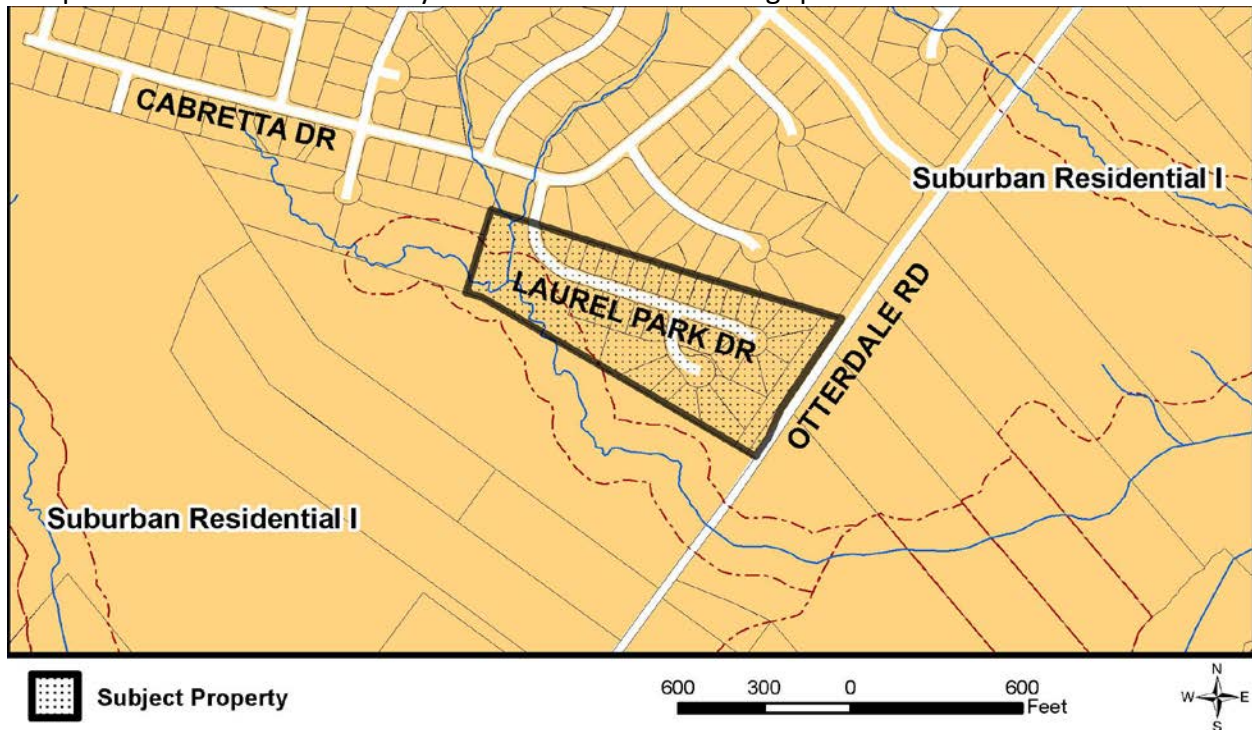 CABRETTA DR
Suburban Residential I
LAUREL PARK DR
OTTERDALE RD
Suburban Residential I
Subject Property
600 300 0 600
Feet
N
W E
S